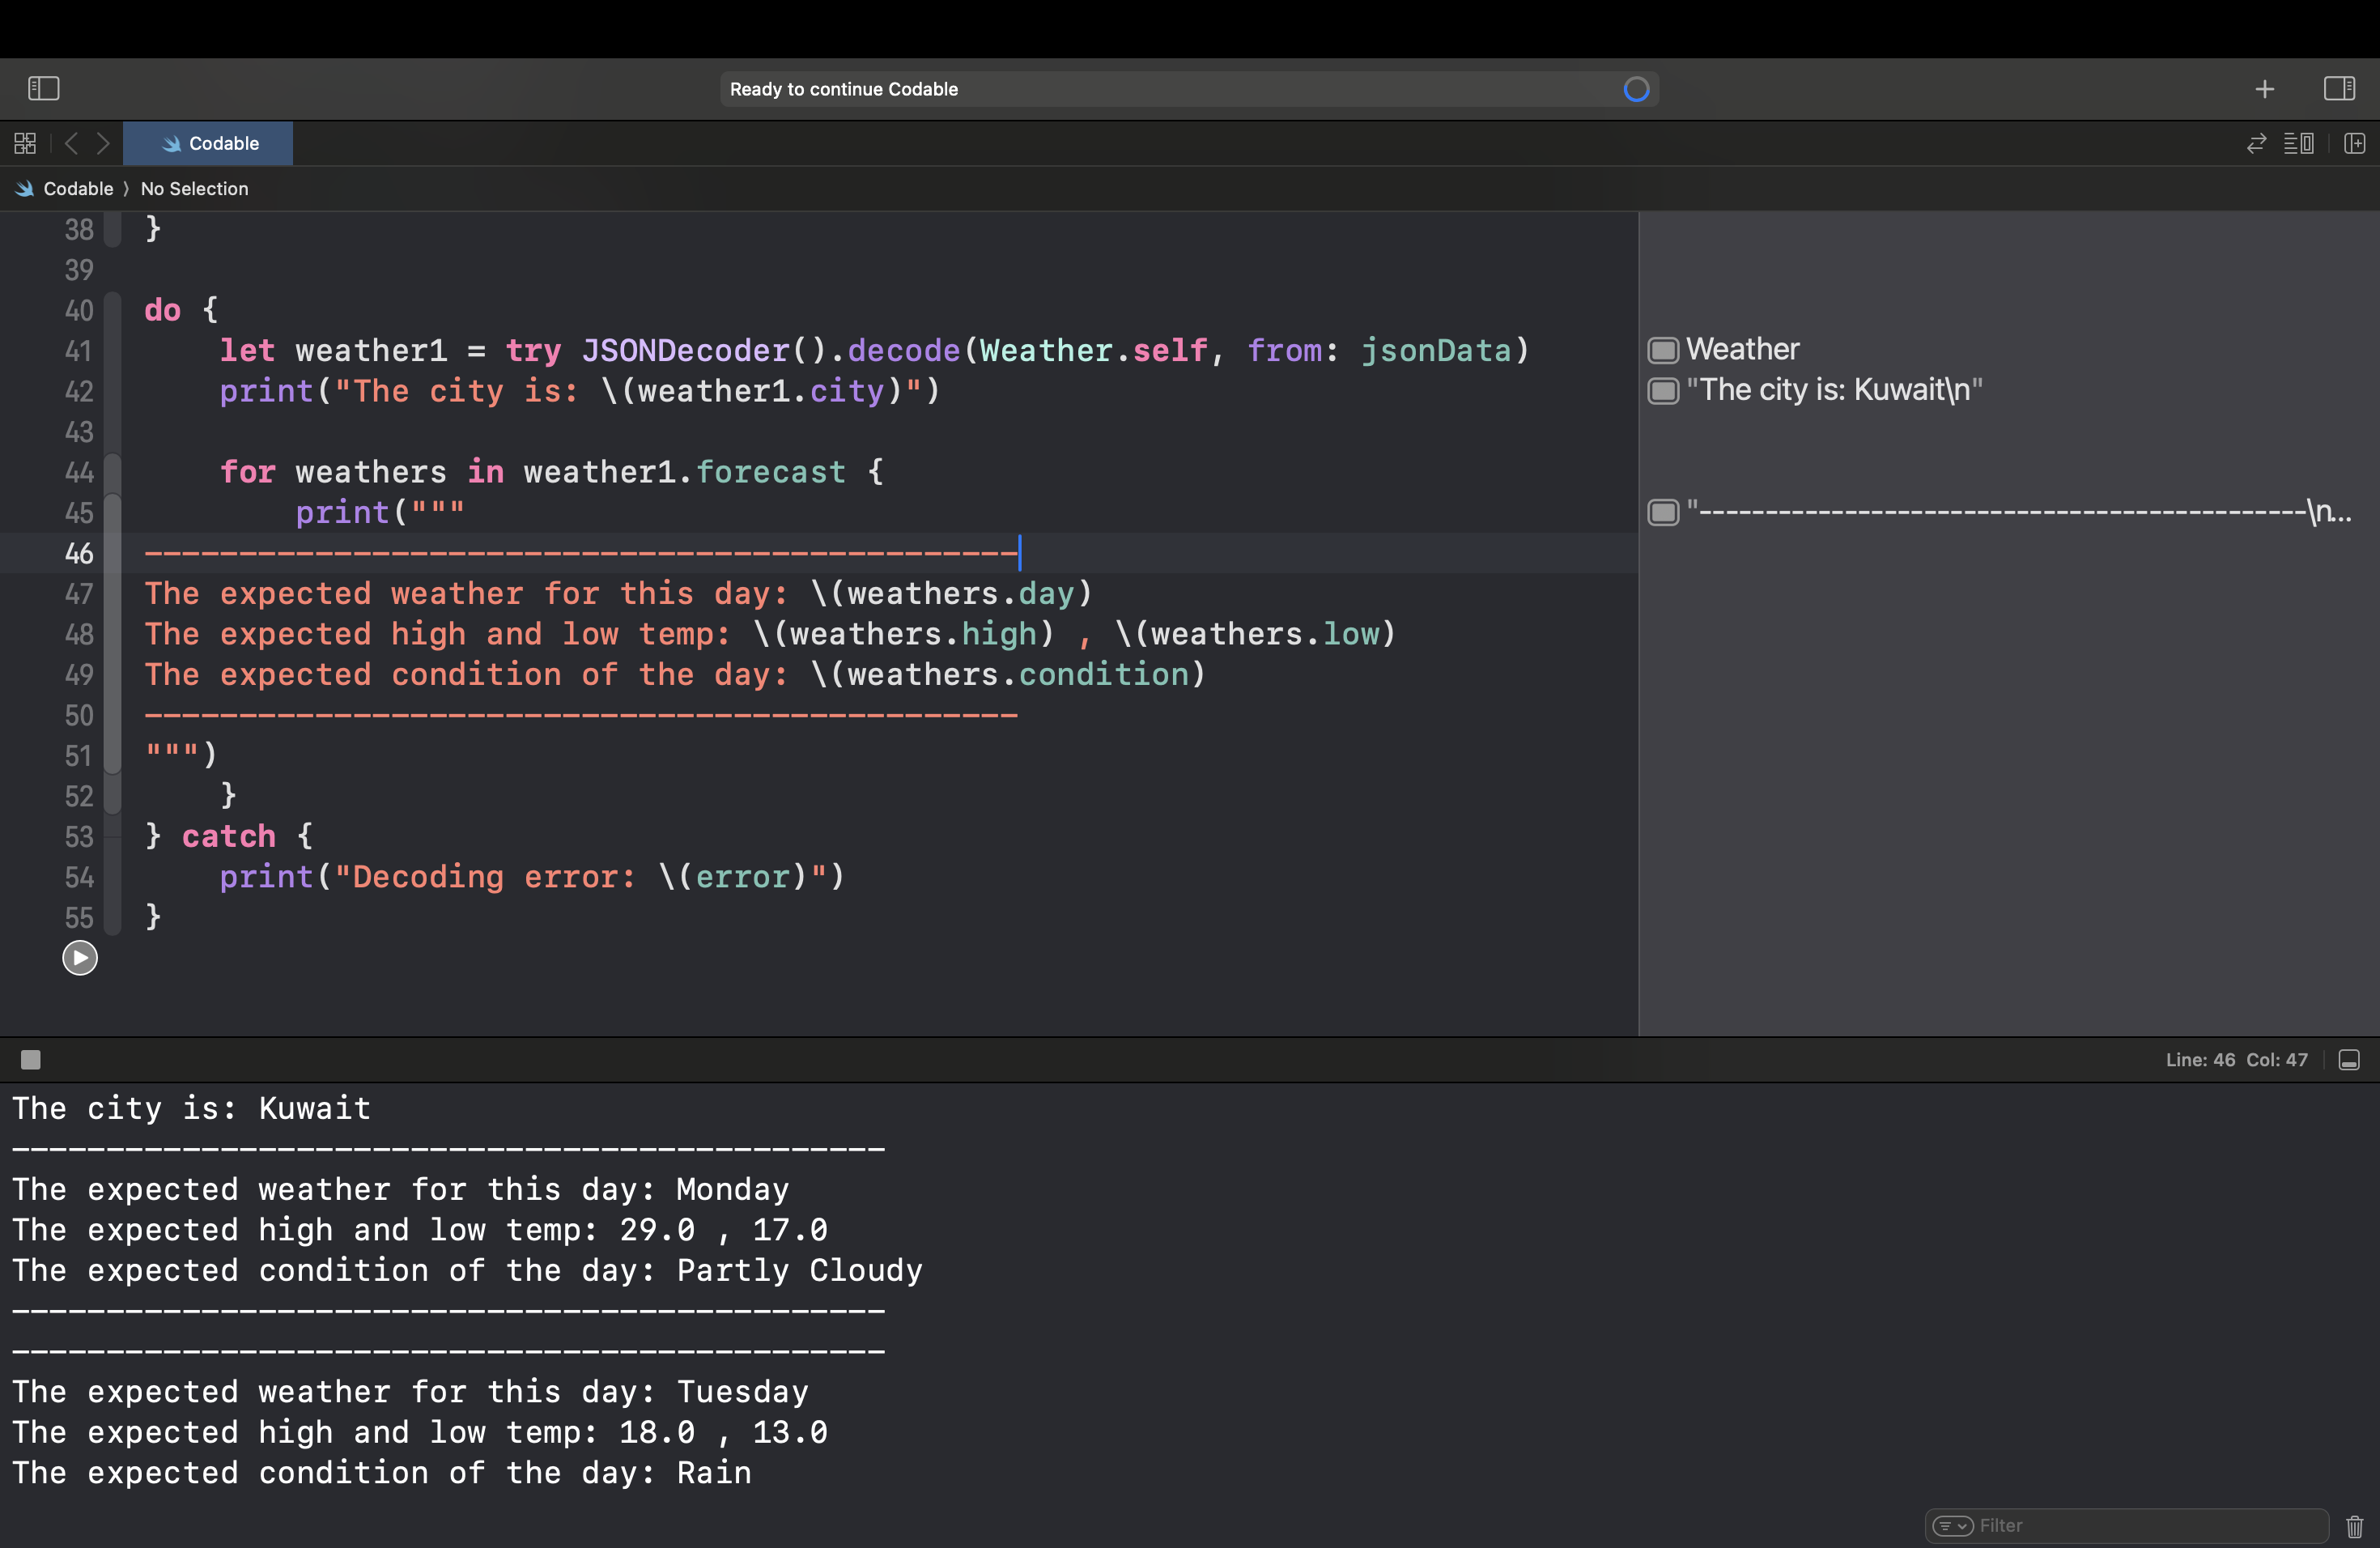 Ready to continue Codable
Codable
Codable 〉 No Selection
38 }
39
40 do {
41     let weather1 = try JSONDecoder().decode(Weather.self, from: jsonData)
Weather
42     print("The city is: \(weather1.city)")
"The city is: Kuwait\n"
43
44     for weathers in weather1.forecast {
45         print("""
"----------------------------------------------\n...
46 ----------------------------------------------
47 The expected weather for this day: \(weathers.day)
48 The expected high and low temp: \(weathers.high) , \(weathers.low)
49 The expected condition of the day: \(weathers.condition)
50 ----------------------------------------------
51 """)
52     }
53 } catch {
54     print("Decoding error: \(error)")
55 }
Line: 46 Col: 47
The city is: Kuwait
----------------------------------------------
The expected weather for this day: Monday
The expected high and low temp: 29.0 , 17.0
The expected condition of the day: Partly Cloudy
----------------------------------------------
----------------------------------------------
The expected weather for this day: Tuesday
The expected high and low temp: 18.0 , 13.0
The expected condition of the day: Rain
Filter